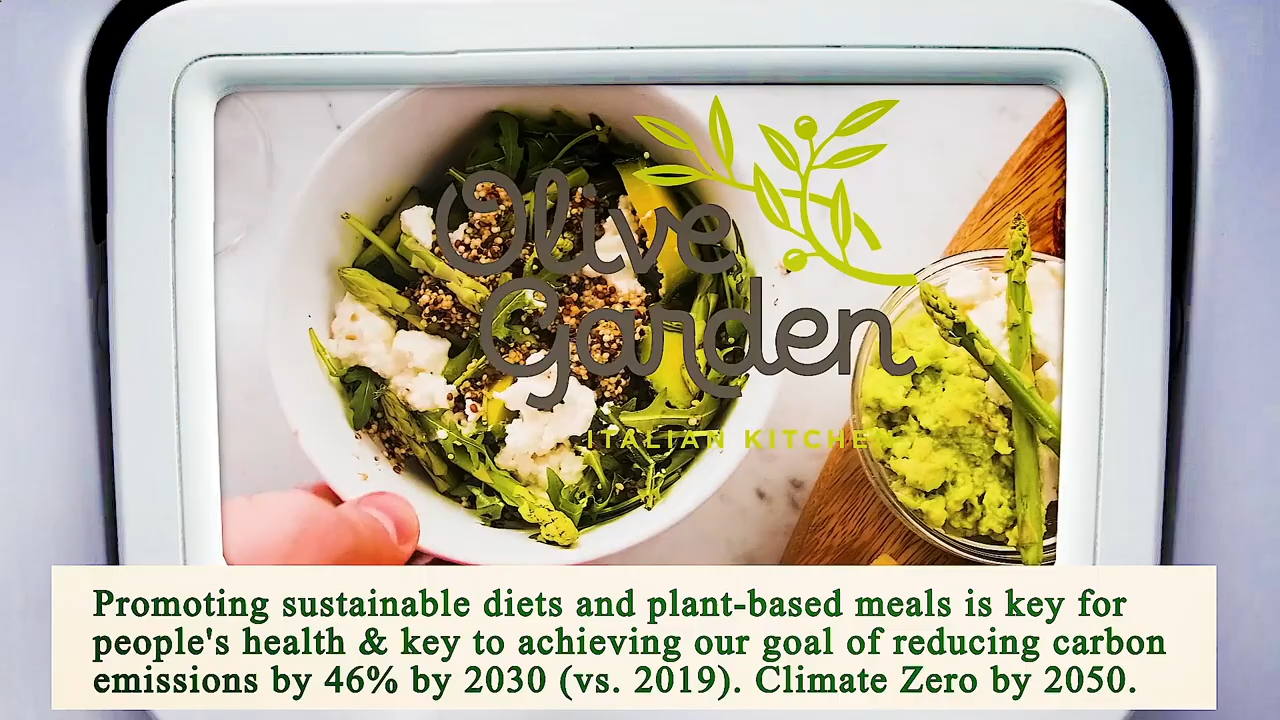 Olive
Garden
ITALIAN KITCHEN
Promoting sustainable diets and plant-based meals is key for
people's health & key to achieving our goal of reducing carbon
emissions by 46% by 2030 (vs. 2019). Climate Zero by 2050.